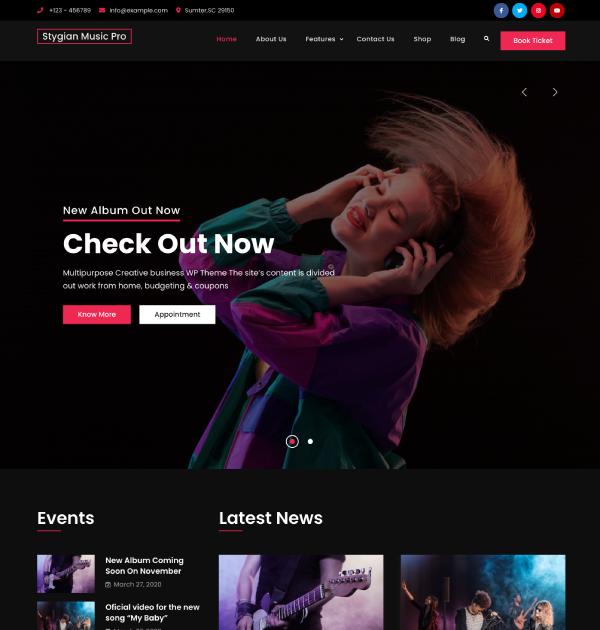 +123 - 456789 info@example.com Sumter,SC 29150
Stygian Music Pro
Home About Us Features Contact Us Shop Blog Book Ticket
New Album Out Now
Check Out Now
Multipurpose Creative business WP Theme The site's content is divided
out work from home, budgeting & coupons
Know More Appointment
Events Latest News
New Album Coming
Soon On November
March 27, 2020
Oficial video for the new
song “My Baby”